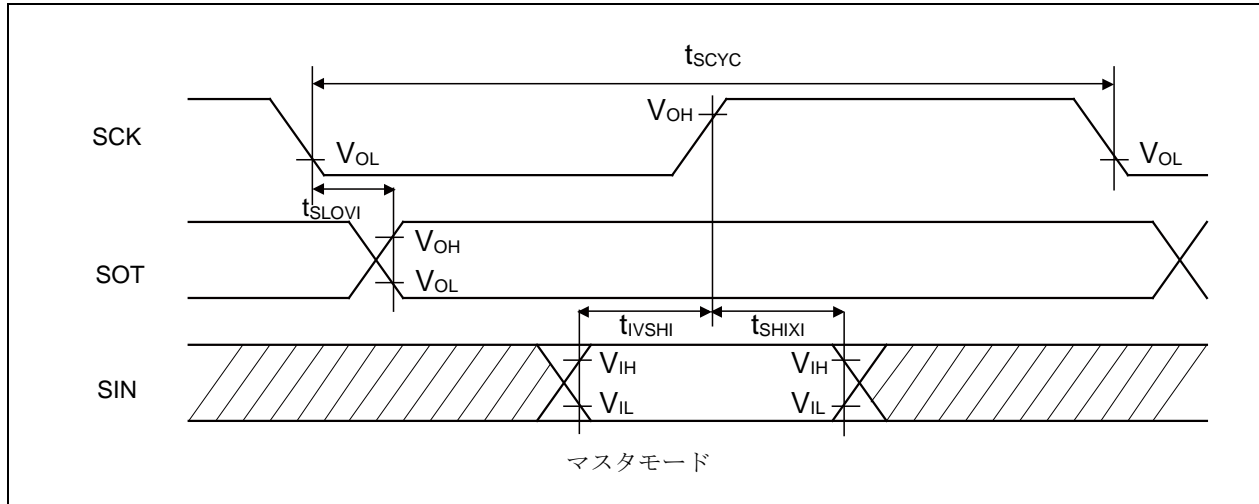 tSCYC
SCK
VOH
VOL
VOL
tSLOVI
SOT
VOH
VOL
tIVSHI
tSHIXI
SIN
VIH
VIH
VIL
VIL
マスタモード